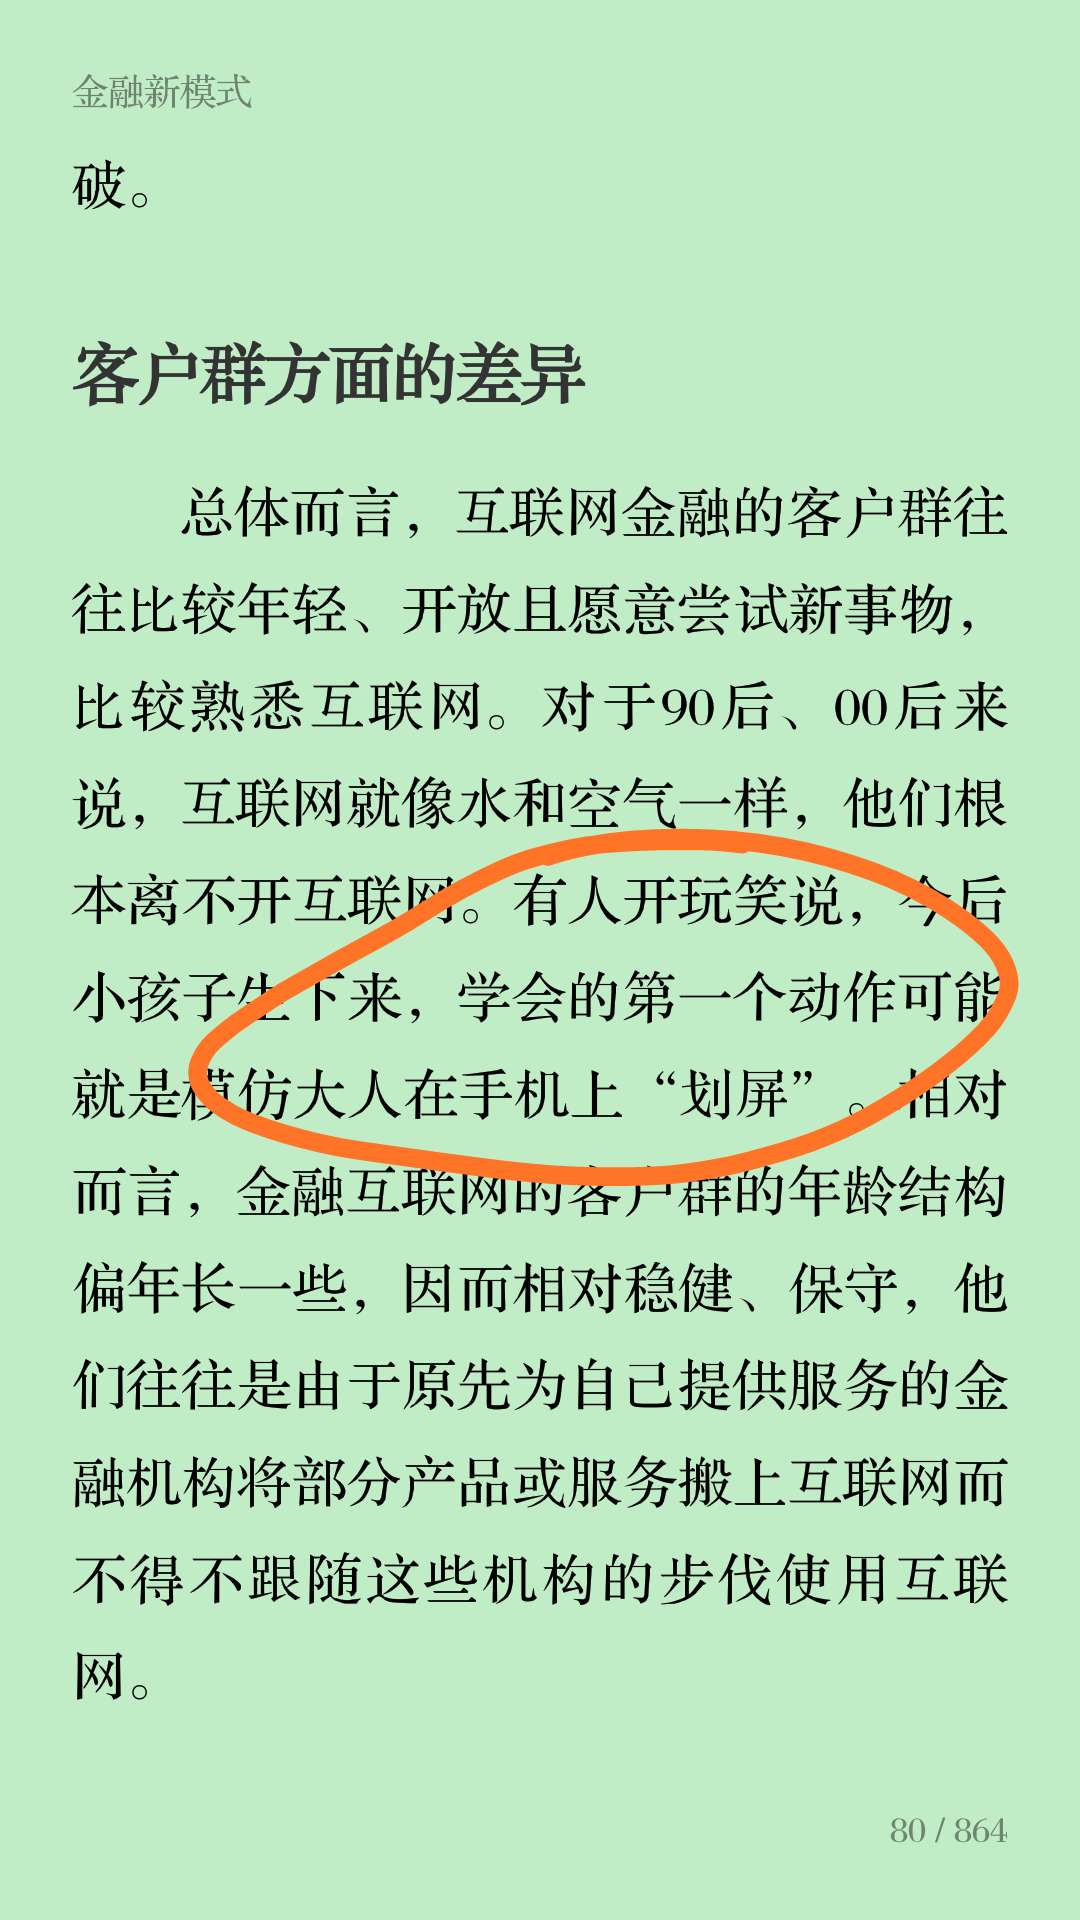 金融新模式
破。
客户群方面的差异
总体而言，互联网金融的客户群往
往比较年轻、开放且愿意尝试新事物，
比较熟悉互联网。对于90后、00后来
说，互联网就像水和空气一样，他们根
本离不开互联网。有人开玩笑说，今后
小孩子生下来，学会的第一个动作可能
就是模仿大人在手机上“划屏”。相对
而言，金融互联网的客户群的年龄结构
偏年长一些，因而相对稳健、保守，他
们往往是由于原先为自己提供服务的金
融机构将部分产品或服务搬上互联网而
不得不跟随这些机构的步伐使用互联
网。
80 / 864